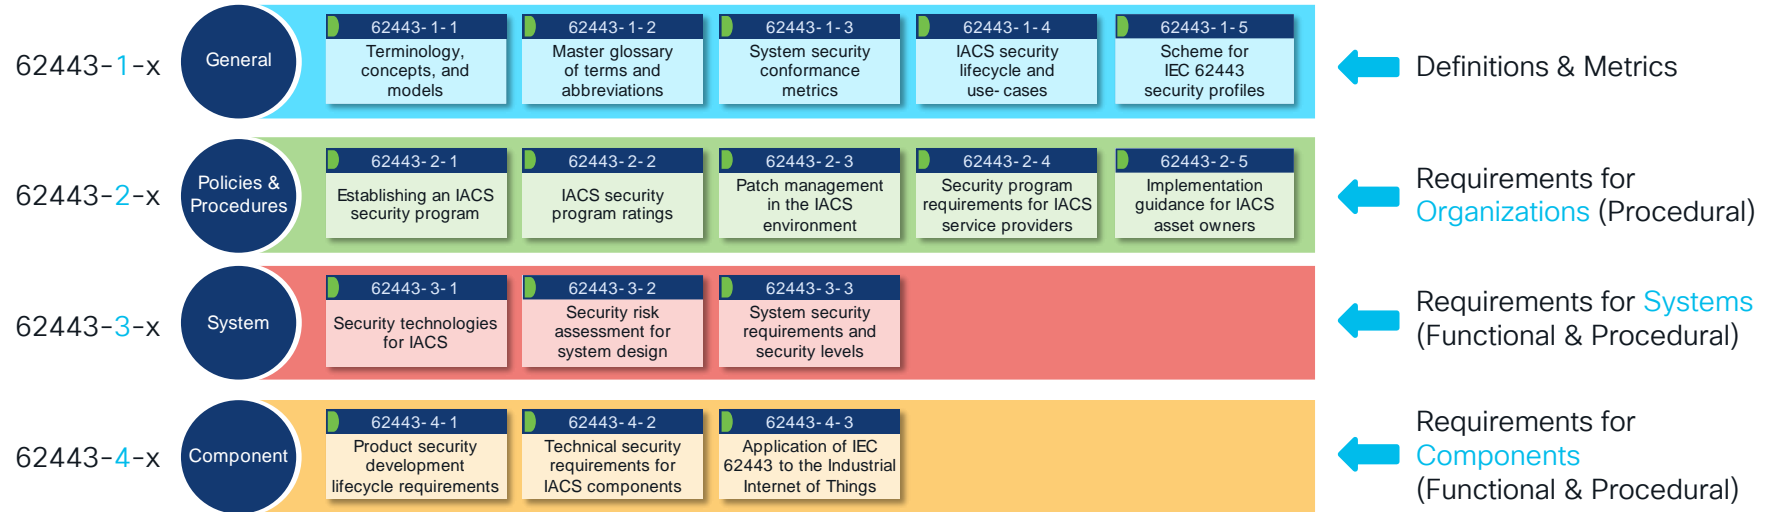 62443-1-x
General
62443-1-1
Terminology,
concepts, and
models
62443-1-2
Master glossary
of terms and
abbreviations
62443-1-3
System security
conformance
metrics
62443-1-4
IACS security
lifecycle and
use-cases
62443-1-5
Scheme for
IEC 62443
security profiles
Definitions & Metrics
62443-2-x
Policies &
Procedures
62443-2-1
Establishing an IACS
security program
62443-2-2
IACS security
program ratings
62443-2-3
Patch management
in the IACS
environment
62443-2-4
Security program
requirements for IACS
service providers
62443-2-5
Implementation
guidance for IACS
asset owners
Requirements for
Organizations (Procedural)
62443-3-x
System
62443-3-1
Security technologies
for IACS
62443-3-2
Security risk
assessment for
system design
62443-3-3
System security
requirements and
security levels
Requirements for Systems
(Functional & Procedural)
62443-4-x
Component
62443-4-1
Product security
development
lifecycle requirements
62443-4-2
Technical security
requirements for
IACS components
62443-4-3
Application of IEC
62443 to the Industrial
Internet of Things
Requirements for
Components
(Functional & Procedural)